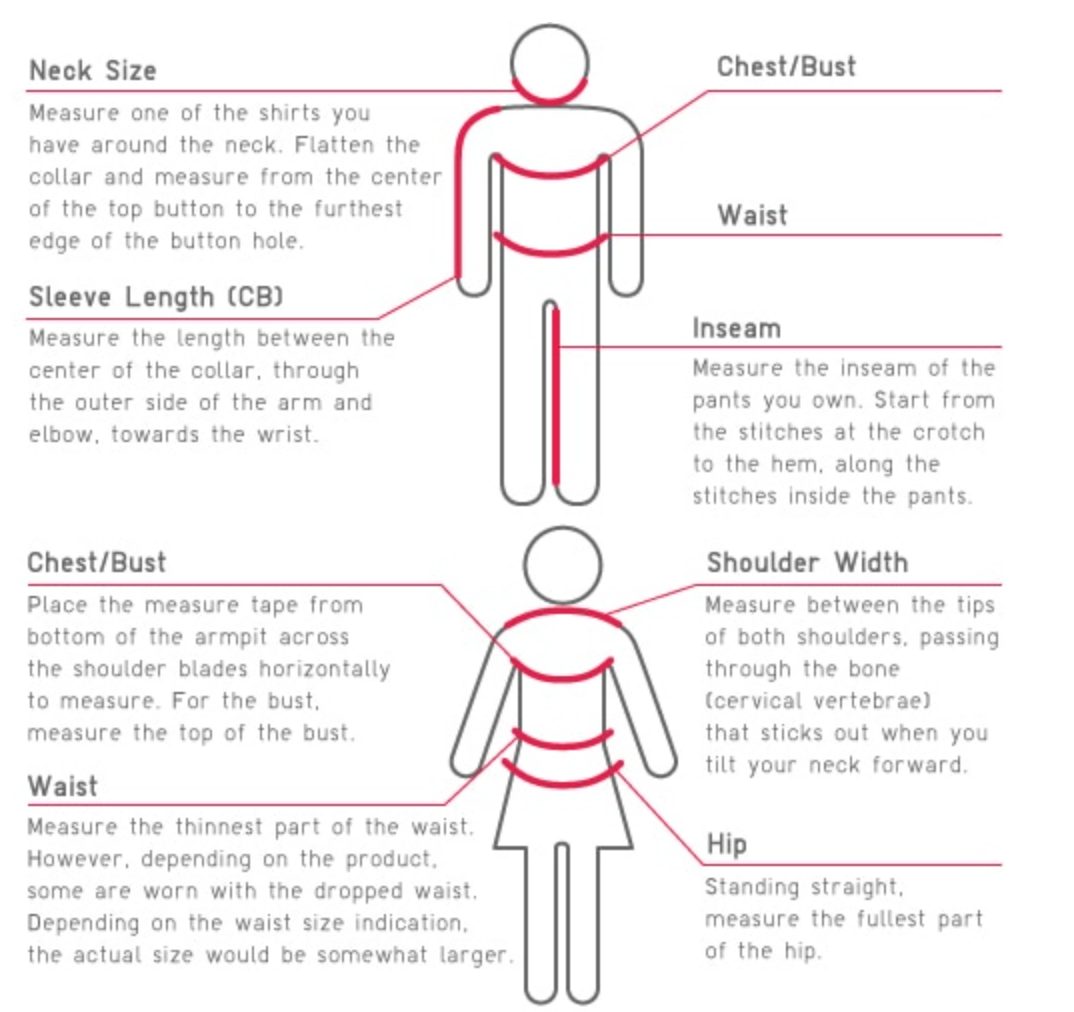 Neck Size
Measure one of the shirts you
have around the neck. Flatten the
collar and measure from the center
of the top button to the furthest
edge of the button hole.
Sleeve Length (CB)
Measure the length between the
center of the collar, through
the outer side of the arm and
elbow, towards the wrist.
Chest/Bust
Waist
Inseam
Measure the inseam of the
pants you own. Start from
the stitches at the crotch
to the hem, along the
stitches inside the pants.
Chest/Bust
Place the measure tape from
bottom of the armpit across
the shoulder blades horizontally
to measure. For the bust,
measure the top of the bust.
Waist
Measure the thinnest part of the waist.
However, depending on the product,
some are worn with the dropped waist.
Depending on the waist size indication,
the actual size would be somewhat larger.
Shoulder Width
Measure between the tips
of both shoulders, passing
through the bone
(cervical vertebrae)
that sticks out when you
tilt your neck forward.
Hip
Standing straight,
measure the fullest part
of the hip.